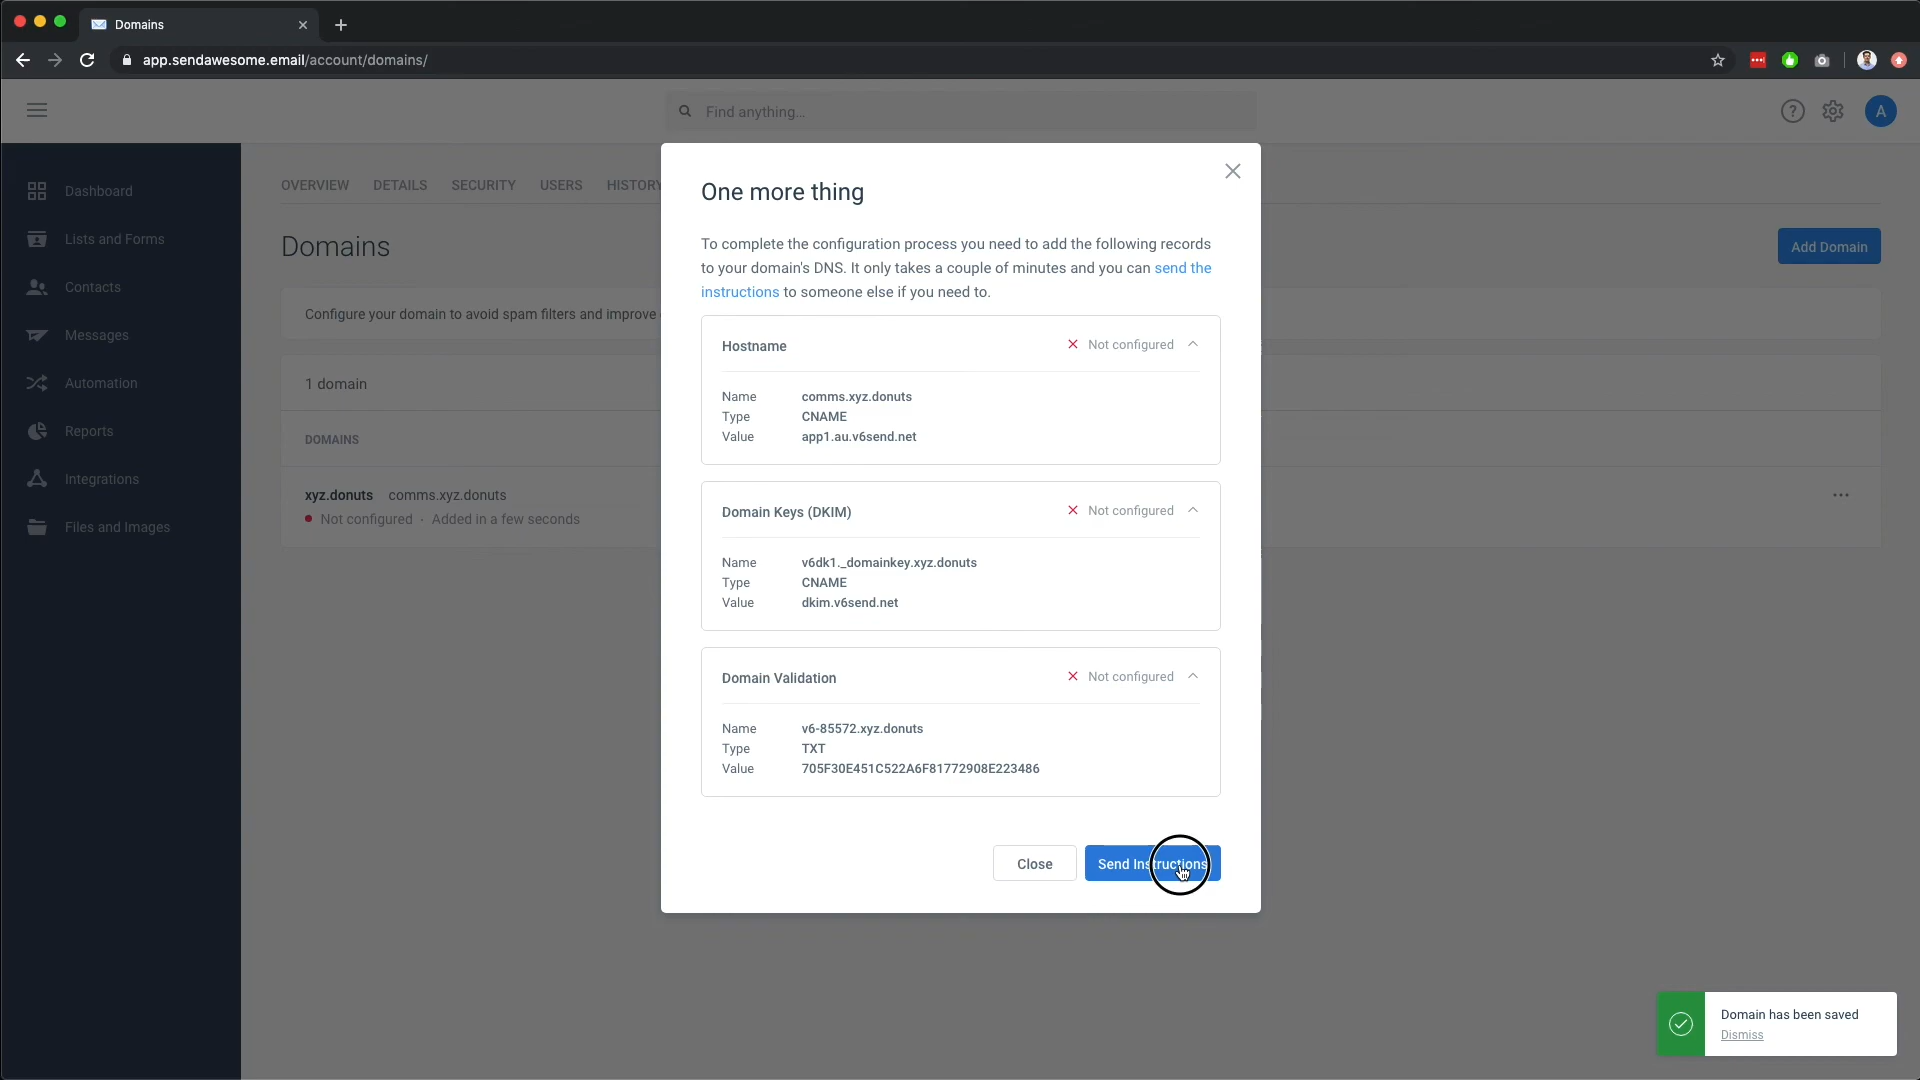 Domains
app.sendawesome.email/account/domains/
Find anything...
A
Dashboard
Lists and Forms
Contacts
Messages
Automation
Reports
Integrations
Files and Images
OVERVIEW DETAILS SECURITY USERS HISTORY
Domains
Add Domain
Configure your domain to avoid spam filters and improve
1 domain
DOMAINS
xyz.donuts comms.xyz.donuts
Not configured · Added in a few seconds
One more thing
To complete the configuration process you need to add the following records
to your domain's DNS. It only takes a couple of minutes and you can send the
instructions to someone else if you need to.
Hostname Not configured
Name comms.xyz.donuts
Type CNAME
Value app1.au.v6send.net
Domain Keys (DKIM) Not configured
Name v6dk1._domainkey.xyz.donuts
Type CNAME
Value dkim.v6send.net
Domain Validation Not configured
Name v6-85572.xyz.donuts
Type TXT
Value 705F30E451C522A6F81772908E223486
Close Send Instructions
Domain has been saved
Dismiss